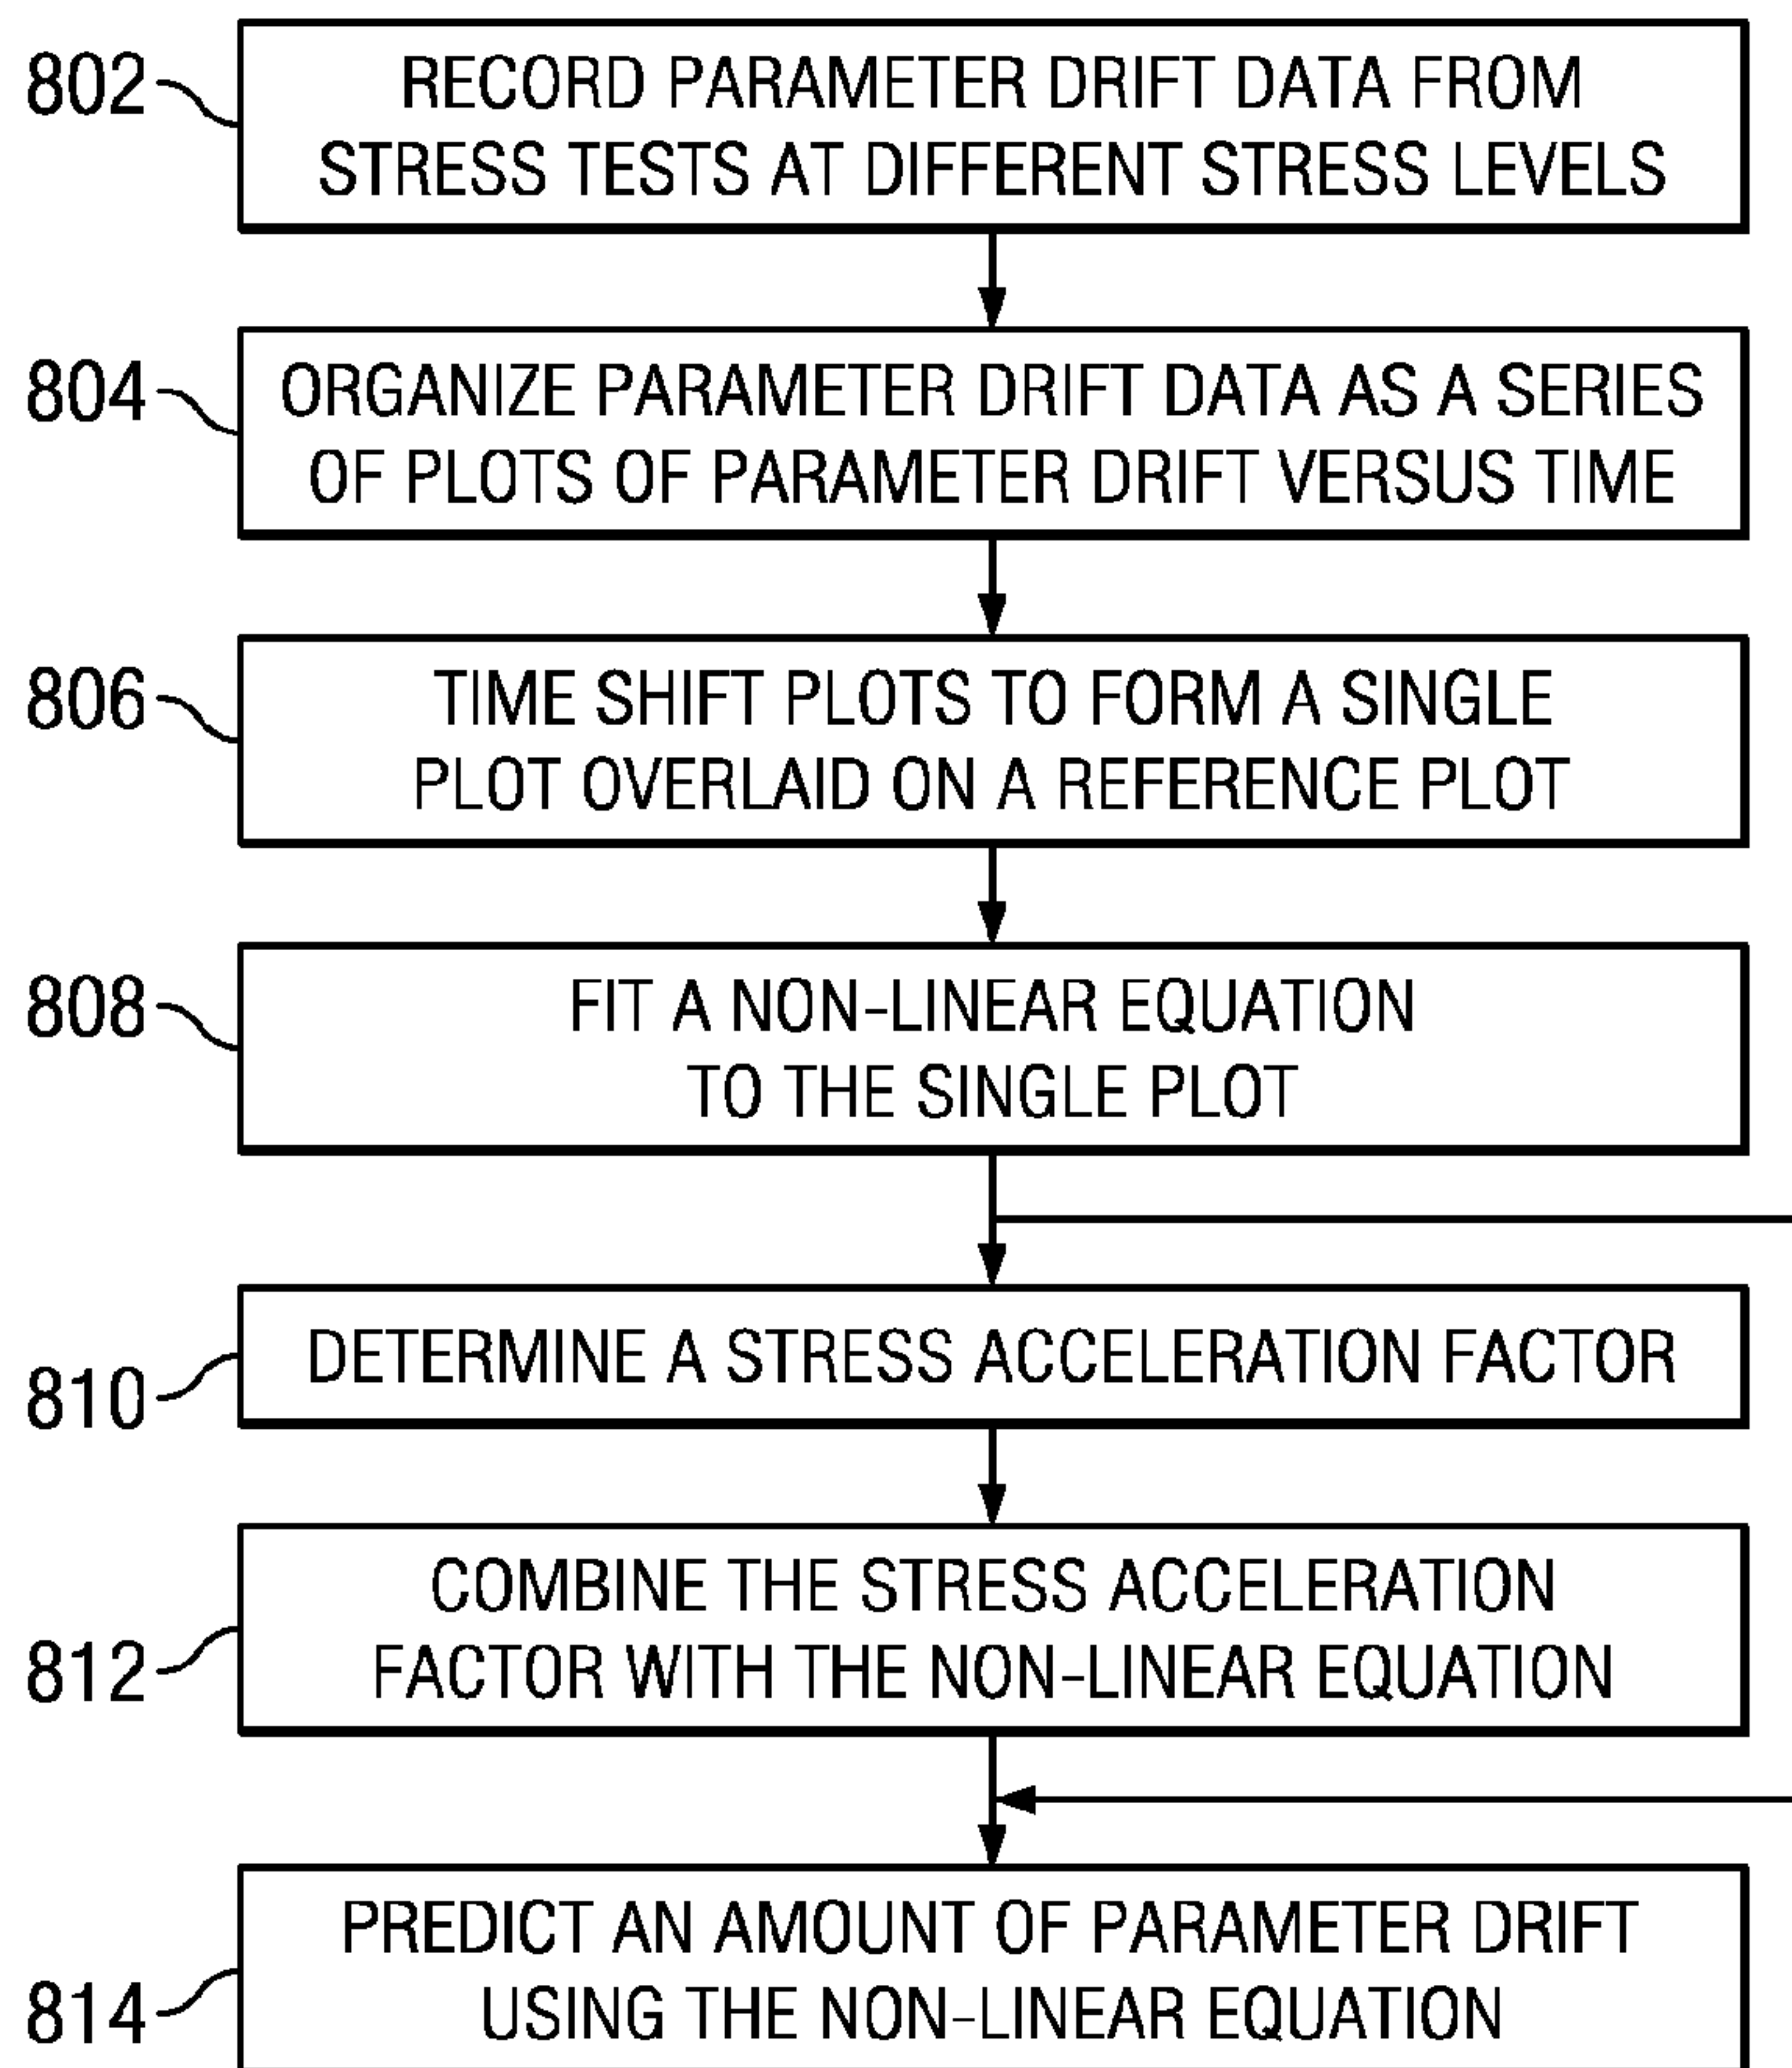 802
RECORD PARAMETER DRIFT DATA FROM
STRESS TESTS AT DIFFERENT STRESS LEVELS
804
ORGANIZE PARAMETER DRIFT DATA AS A SERIES
OF PLOTS OF PARAMETER DRIFT VERSUS TIME
806
TIME SHIFT PLOTS TO FORM A SINGLE
PLOT OVERLAID ON A REFERENCE PLOT
808
FIT A NON-LINEAR EQUATION
TO THE SINGLE PLOT
810
DETERMINE A STRESS ACCELERATION FACTOR
812
COMBINE THE STRESS ACCELERATION
FACTOR WITH THE NON-LINEAR EQUATION
814
PREDICT AN AMOUNT OF PARAMETER DRIFT
USING THE NON-LINEAR EQUATION